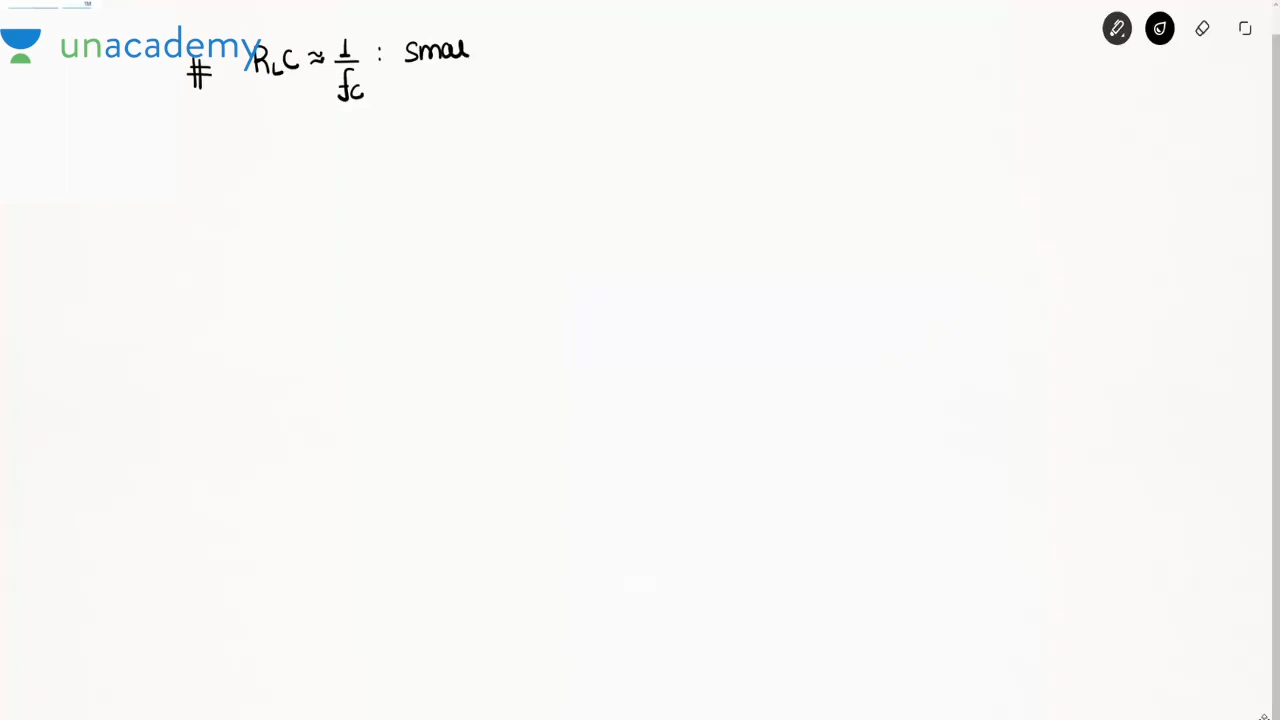 unacademy
# R_L C ≈ 1/fc : smal